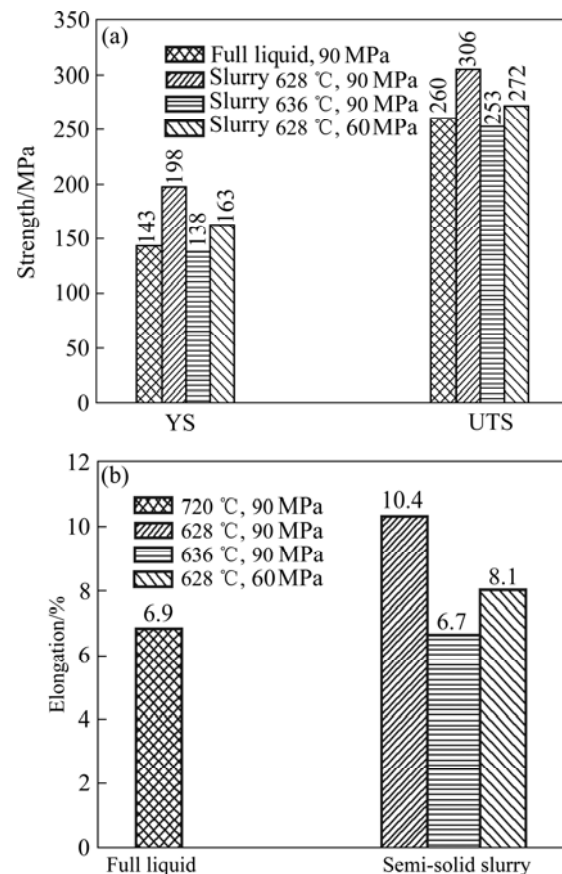 (a)
Full liquid, 90 MPa
Slurry 628 ℃, 90 MPa
Slurry 636 ℃, 90 MPa
Slurry 628 ℃, 60 MPa
350
300
250
200
150
100
50
0
Strength/MPa
143
198
138
163
260
306
253
272
YS
UTS
(b)
720 ℃, 90 MPa
628 ℃, 90 MPa
636 ℃, 90 MPa
628 ℃, 60 MPa
12
10
8
6
4
2
0
Elongation/%
6.9
10.4
6.7
8.1
Full liquid
Semi-solid slurry